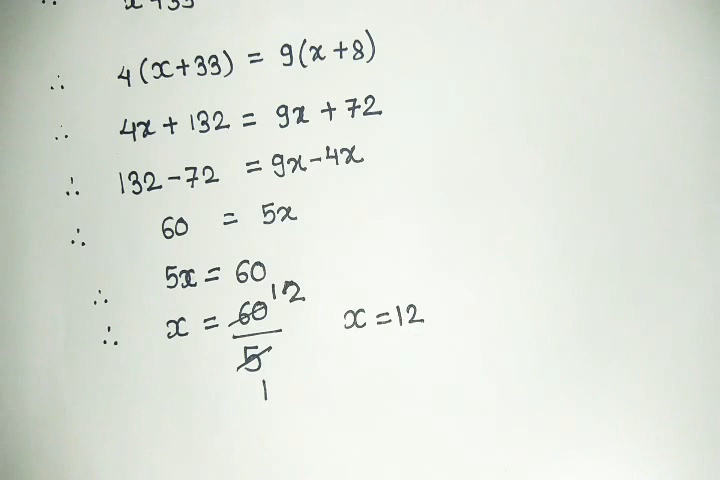 ∴ x+33
∴ 4(x+33) = 9(x+8)
∴ 4x+132 = 9x+72
∴ 132-72 = 9x-4x
∴ 60 = 5x
∴ 5x = 60
∴ x = 60/5 12 1 x = 12